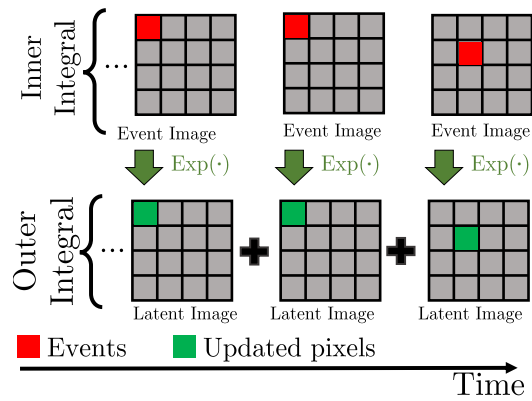 Inner
Integral
...
Event Image
Event Image
Event Image
Exp(·)
Exp(·)
Exp(·)
Outer
Integral
...
Latent Image
Latent Image
Latent Image
Events
Updated pixels
Time